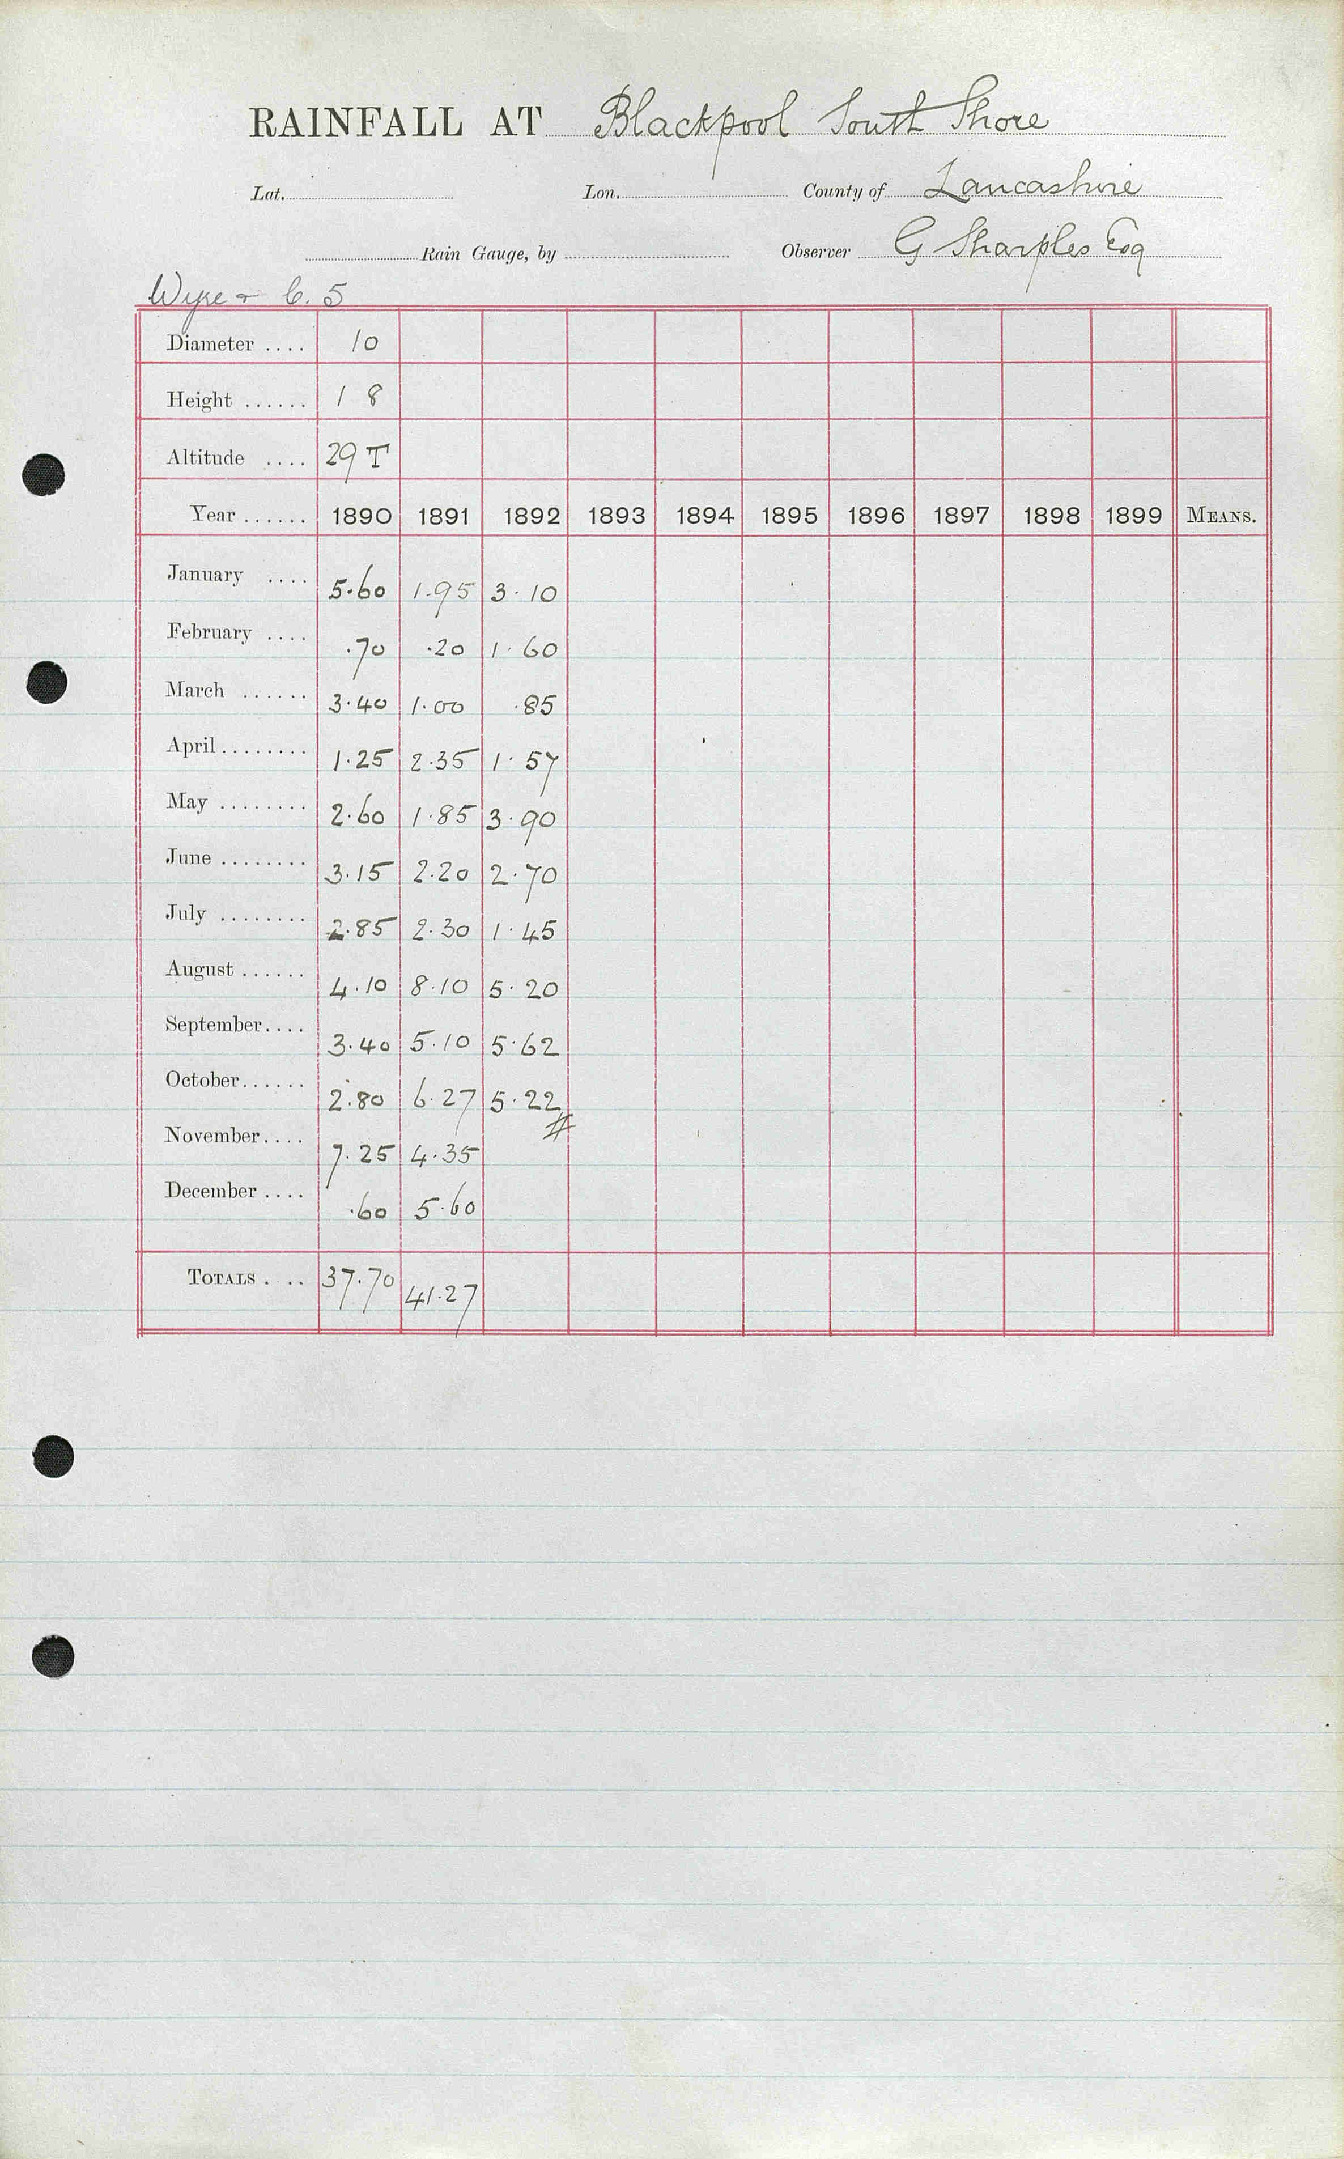 RAINFALL AT Blackpool South Shore
Lat. Lon. County of Lancashire
Rain Gauge, by Observer G Sharples Esq
Wyre + C. 5
Diameter .... 10
Height ...... 1 8
Altitude .... 29 T
Year ...... 1890 1891 1892 1893 1894 1895 1896 1897 1898 1899 MEANS.
January .... 5.60 1.95 3.10
February .... .70 .20 1.60
March ...... 3.40 1.00 .85
April ........ 1.25 2.35 1.57
May ........ 2.60 1.85 3.90
June ........ 3.15 2.20 2.70
July ........ 2.85 2.30 1.45
August ...... 4.10 8.10 5.20
September.... 3.40 5.10 5.62
October...... 2.80 6.27 5.22
November.... 7.25 4.35 #
December .... .60 5.60
TOTALS . .. 37.70 41.27